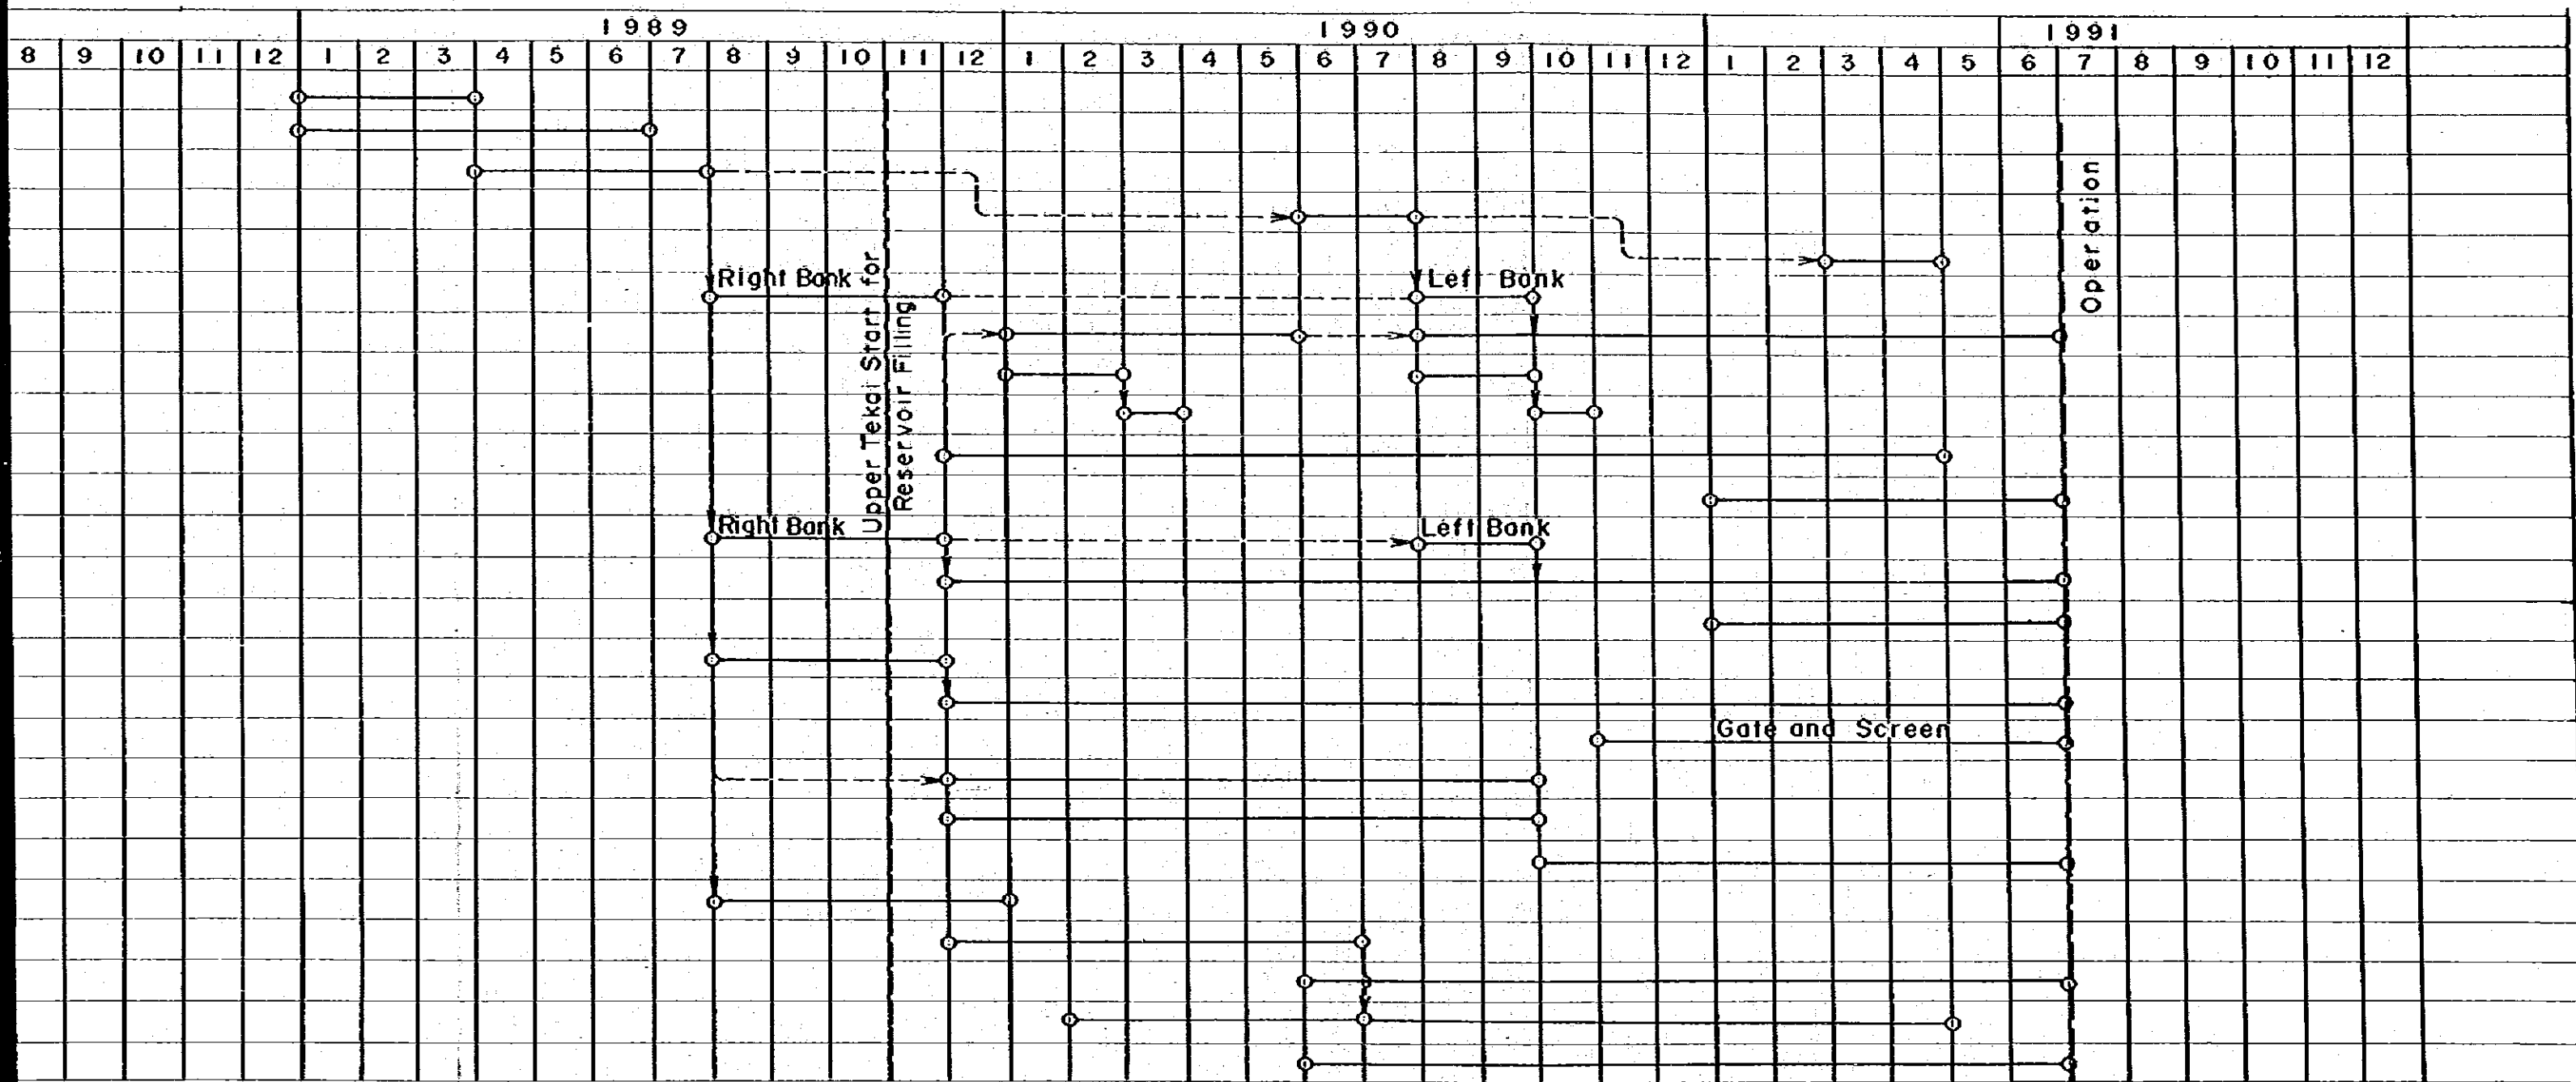 1989 1990 1991
8 9 10 11 12 1 2 3 4 5 6 7 8 9 10 11 12 1 2 3 4 5 6 7 8 9 10 11 12 1 2 3 4 5 6 7 8 9 10 11 12
Upper Tekai Start for
Reservoir Filling
Operation
Right Bank Left Bank
Right Bank Left Bank
Gate and Screen